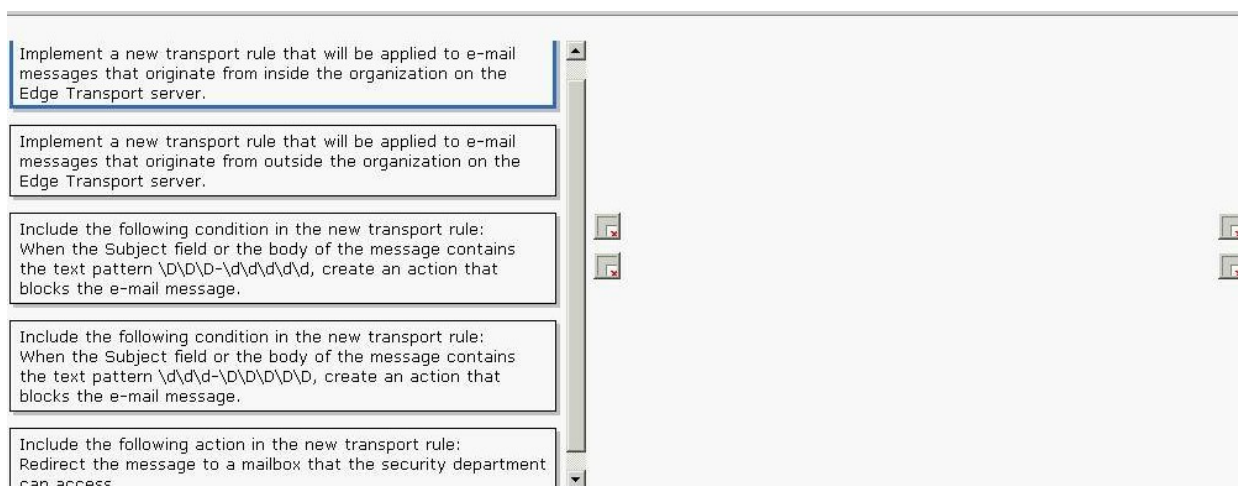 Implement a new transport rule that will be applied to e-mail
messages that originate from inside the organization on the
Edge Transport server.
Implement a new transport rule that will be applied to e-mail
messages that originate from outside the organization on the
Edge Transport server.
Include the following condition in the new transport rule:
When the Subject field or the body of the message contains
the text pattern \D\D\D-\d\d\d\d\d, create an action that
blocks the e-mail message.
Include the following condition in the new transport rule:
When the Subject field or the body of the message contains
the text pattern \d\d\d-\D\D\D\D\D, create an action that
blocks the e-mail message.
Include the following action in the new transport rule:
Redirect the message to a mailbox that the security department
can access